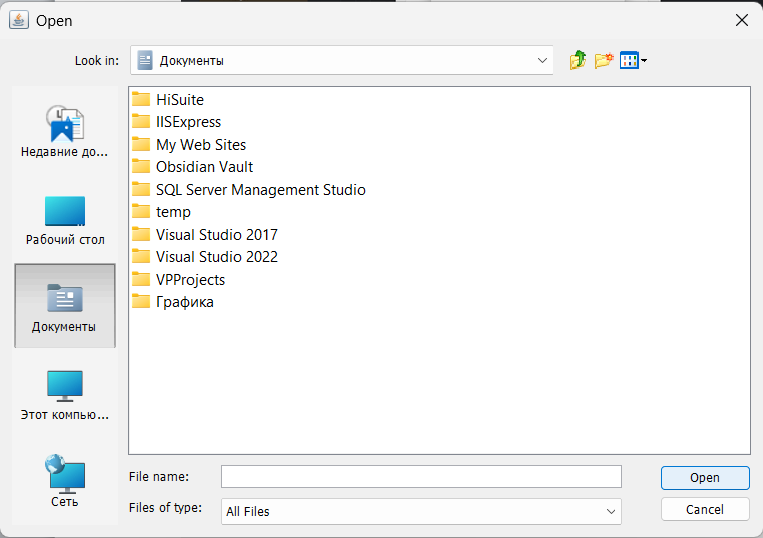 Open
Look in:
Документы
Недавние до...
Рабочий стол
Документы
Этот компью...
Сеть
HiSuite
IISExpress
My Web Sites
Obsidian Vault
SQL Server Management Studio
temp
Visual Studio 2017
Visual Studio 2022
VPProjects
Графика
File name:
Open
Files of type:
All Files
Cancel